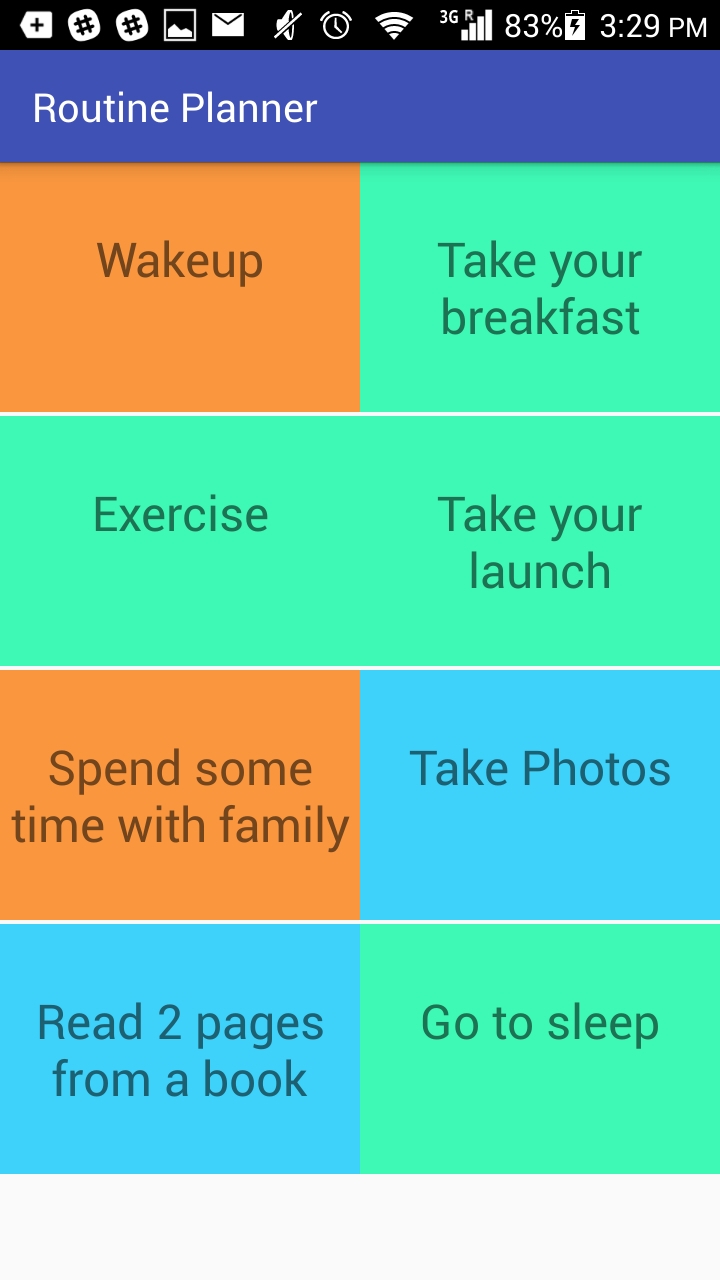 3G R 83% 3:29 PM
Routine Planner
Wakeup
Take your
breakfast
Exercise
Take your
launch
Spend some
time with family
Take Photos
Read 2 pages
from a book
Go to sleep